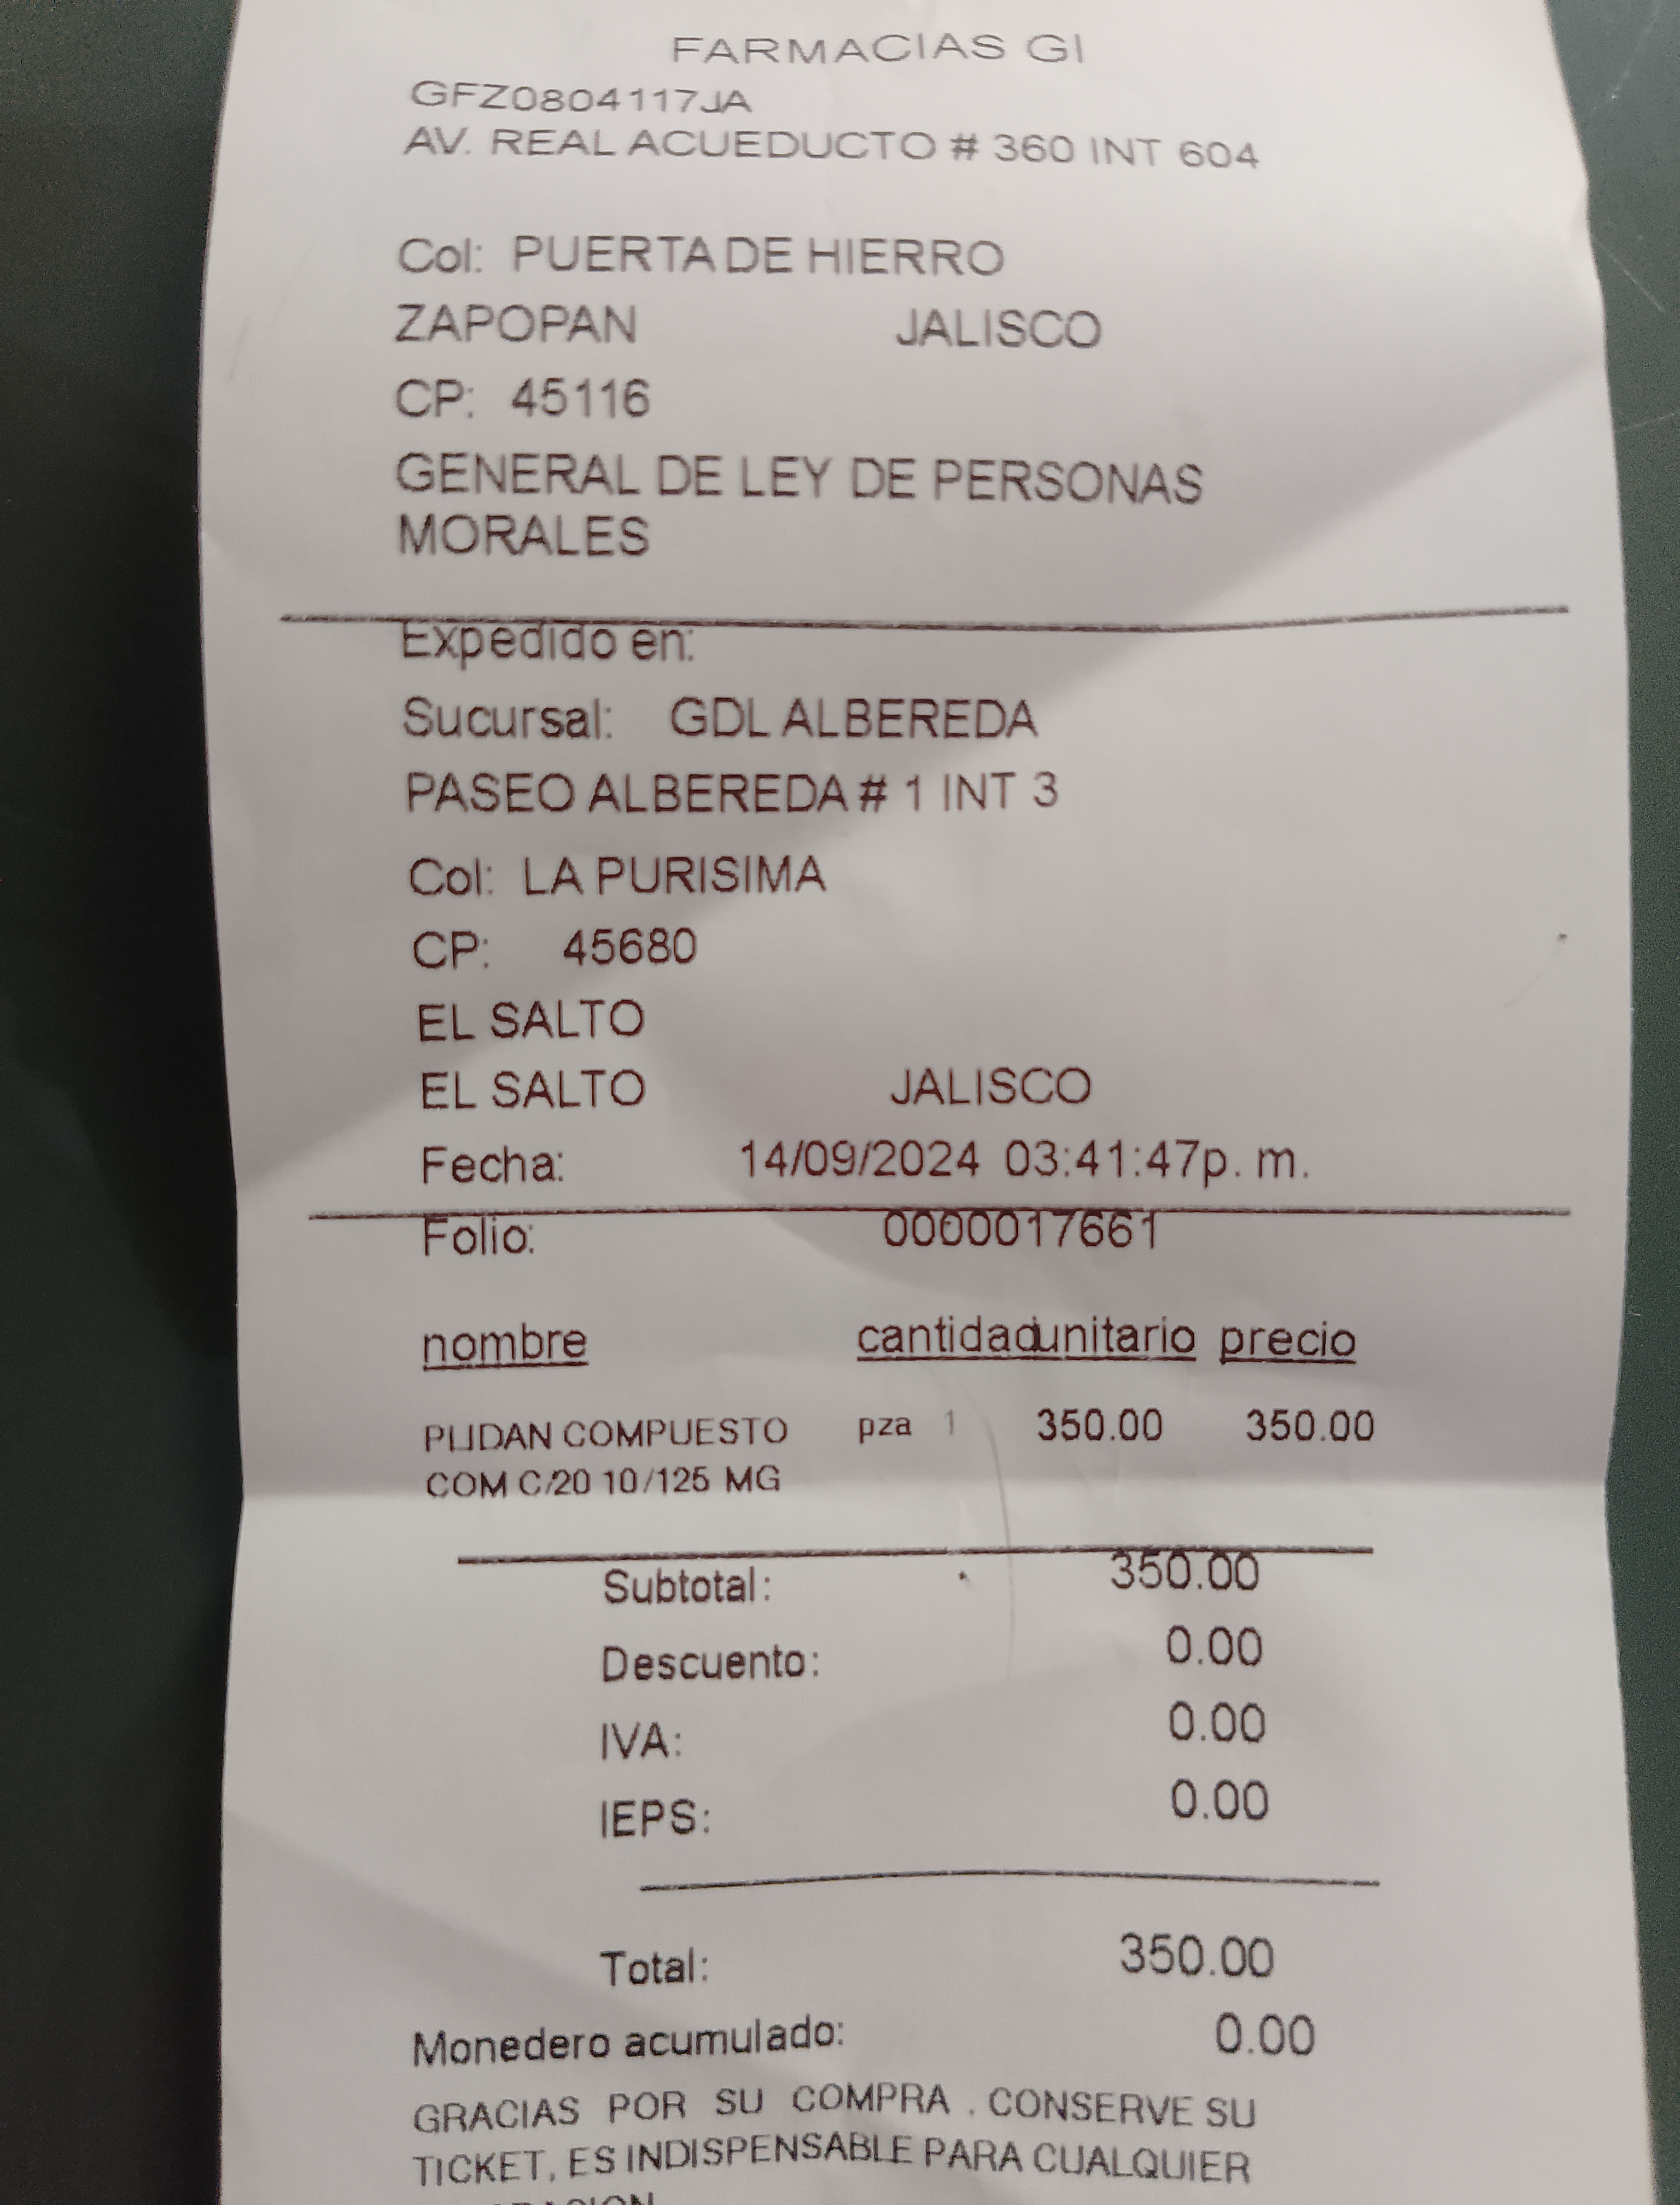 FARMACIAS GI
GFZ0804117JA
AV. REAL ACUEDUCTO # 360 INT 604
Col: PUERTA DE HIERRO
ZAPOPAN JALISCO
CP: 45116
GENERAL DE LEY DE PERSONAS
MORALES
Expedido en:
Sucursal: GDL ALBEREDA
PASEO ALBEREDA # 1 INT 3
Col: LA PURISIMA
CP: 45680
EL SALTO
EL SALTO JALISCO
Fecha: 14/09/2024 03:41:47p. m.
Folio: 0000017661
nombre cantidad unitario precio
PLIDAN COMPUESTO pza 1 350.00 350.00
COM C/20 10/125 MG
Subtotal: 350.00
Descuento: 0.00
IVA: 0.00
IEPS: 0.00
Total: 350.00
Monedero acumulado: 0.00
GRACIAS POR SU COMPRA . CONSERVE SU
TICKET, ES INDISPENSABLE PARA CUALQUIER